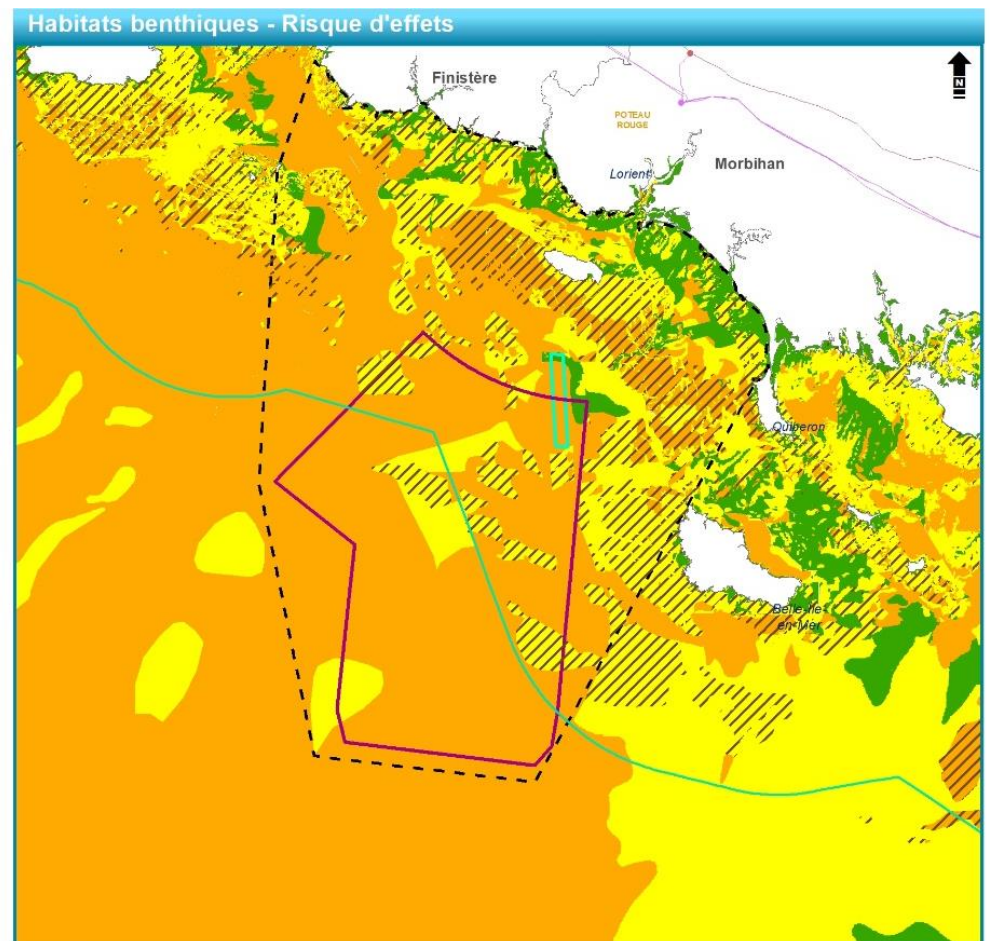 Habitats benthiques - Risque d'effets
Finistère
N
POTEAU
ROUGE
Morbihan
Lorient
Quiberon
Belle-Ile-
en-Mer